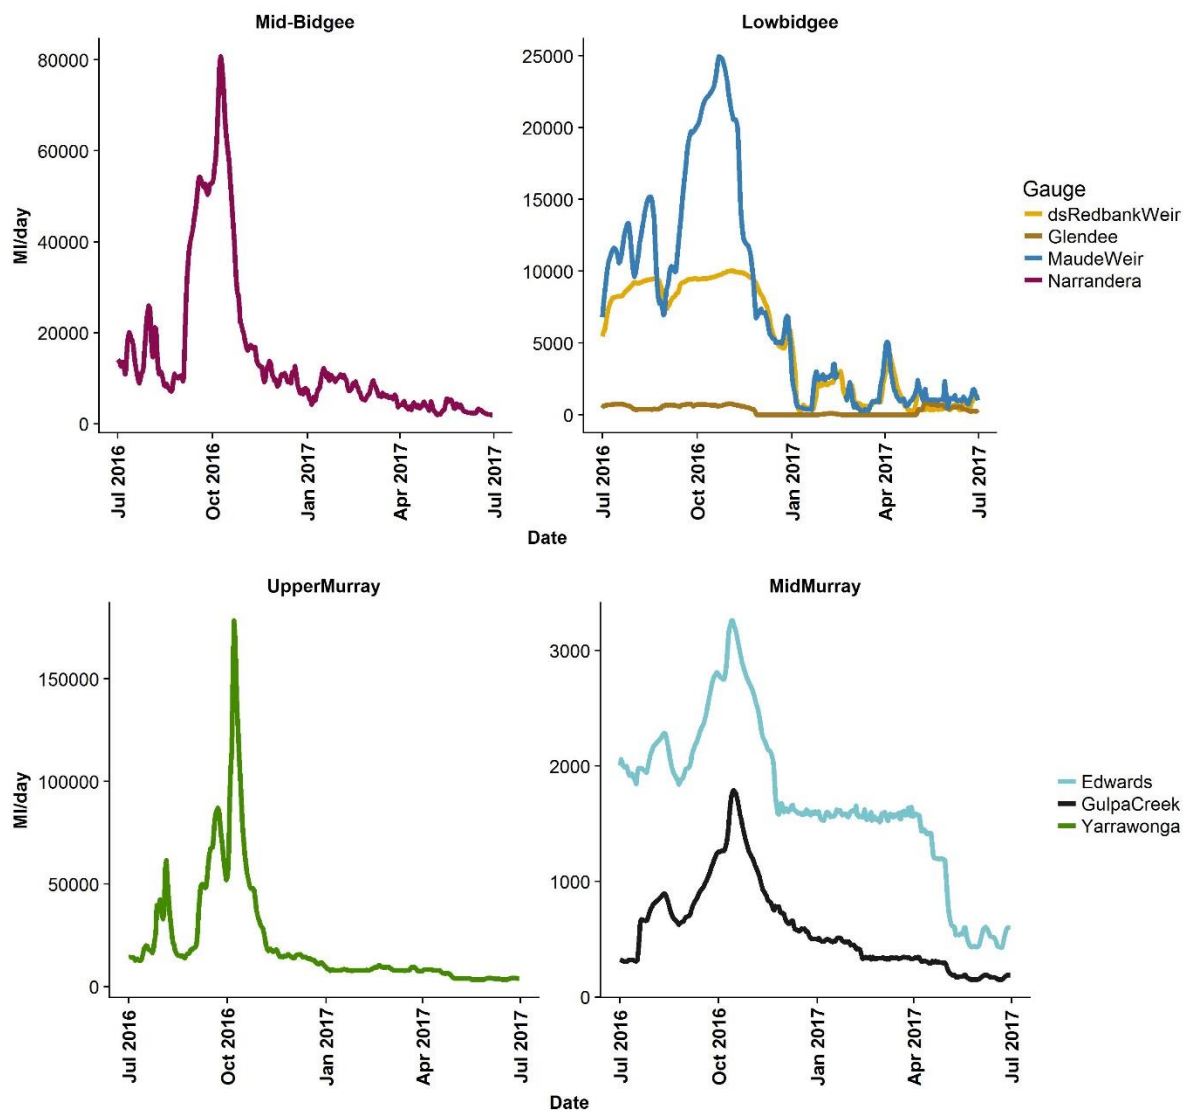 Mid-Bidgee
Lowbidgee
Ml/day
80000
60000
40000
20000
0
25000
20000
15000
10000
5000
0
Jul 2016
Oct 2016
Jan 2017
Apr 2017
Jul 2017
Jul 2016
Oct 2016
Jan 2017
Apr 2017
Jul 2017
Date
Gauge
dsRedbankWeir
Glendee
MaudeWeir
Narrandera
UpperMurray
MidMurray
Ml/day
150000
100000
50000
0
3000
2000
1000
0
Jul 2016
Oct 2016
Jan 2017
Apr 2017
Jul 2017
Jul 2016
Oct 2016
Jan 2017
Apr 2017
Jul 2017
Date
Edwards
GulpaCreek
Yarrawonga